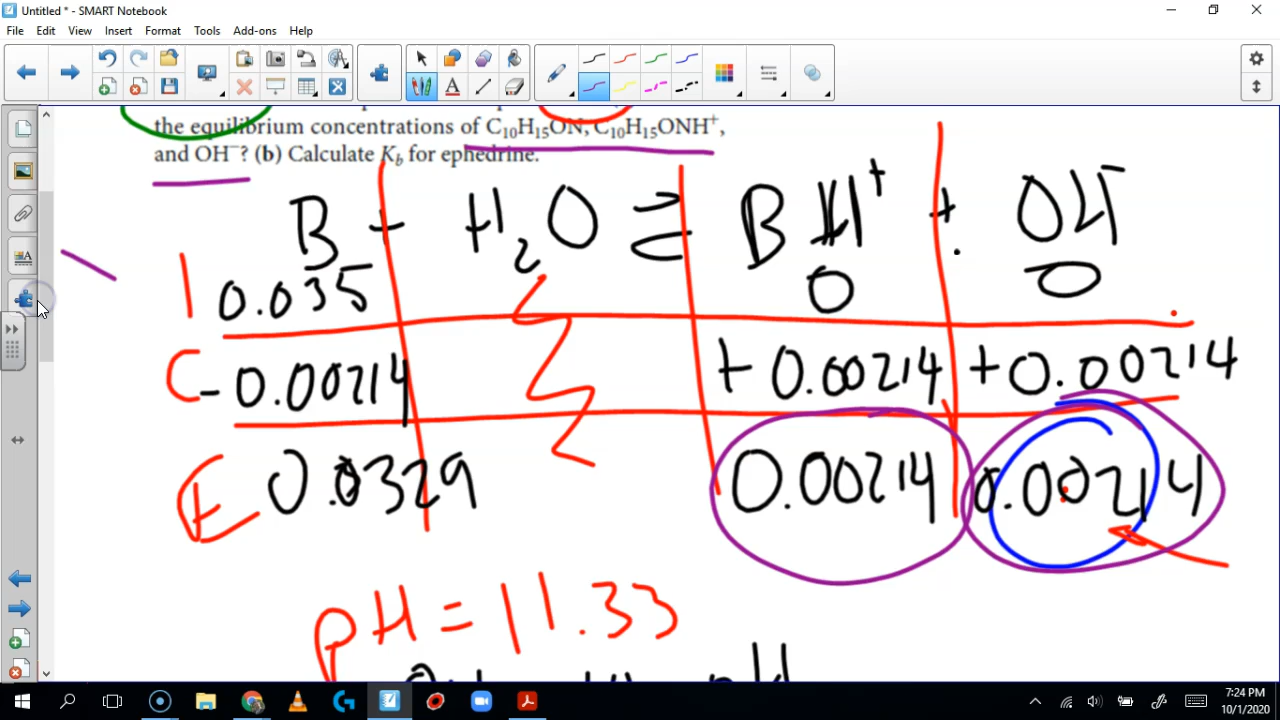 Untitled * - SMART Notebook
File Edit View Insert Format Tools Add-ons Help
the equilibrium concentrations of C₁₀H₁₅ON, C₁₀H₁₅ONH⁺,
and OH⁻? (b) Calculate K_b for ephedrine.
B + H₂O ⇌ BH⁺ + OH⁻
I 0.035 0 0
C - 0.00214 + 0.00214 + 0.00214
E 0.0329 0.00214 0.00214
pH = 11.33
7:24 PM
10/1/2020